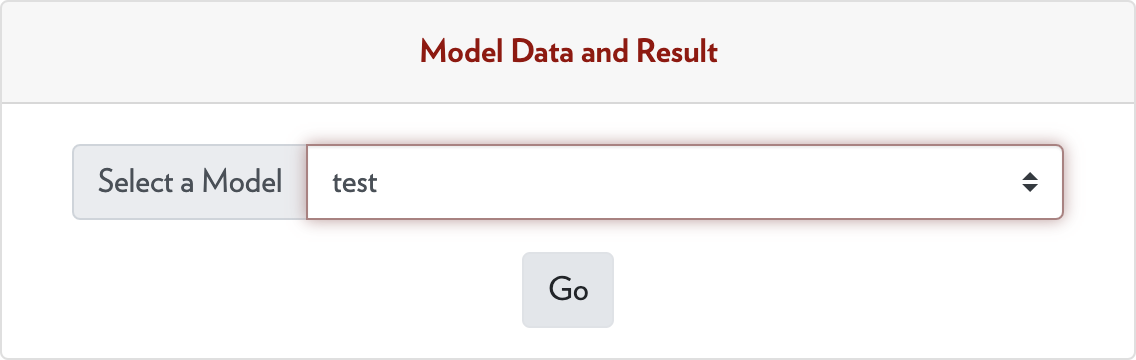 Model Data and Result
Select a Model test
Go